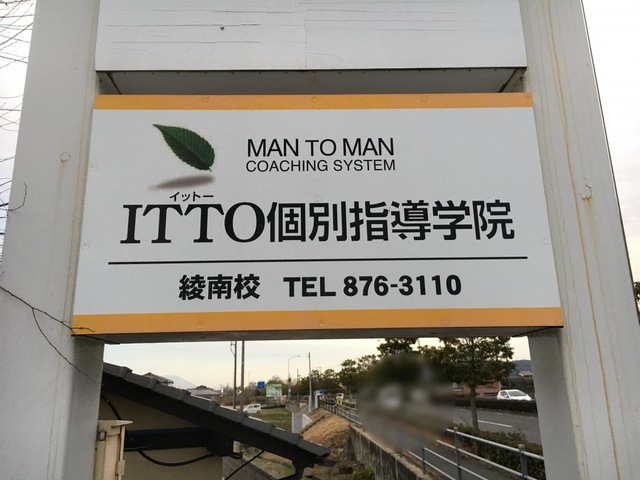 MAN TO MAN
COACHING SYSTEM
イットー
ITTO個別指導学院
綾南校 TEL 876-3110